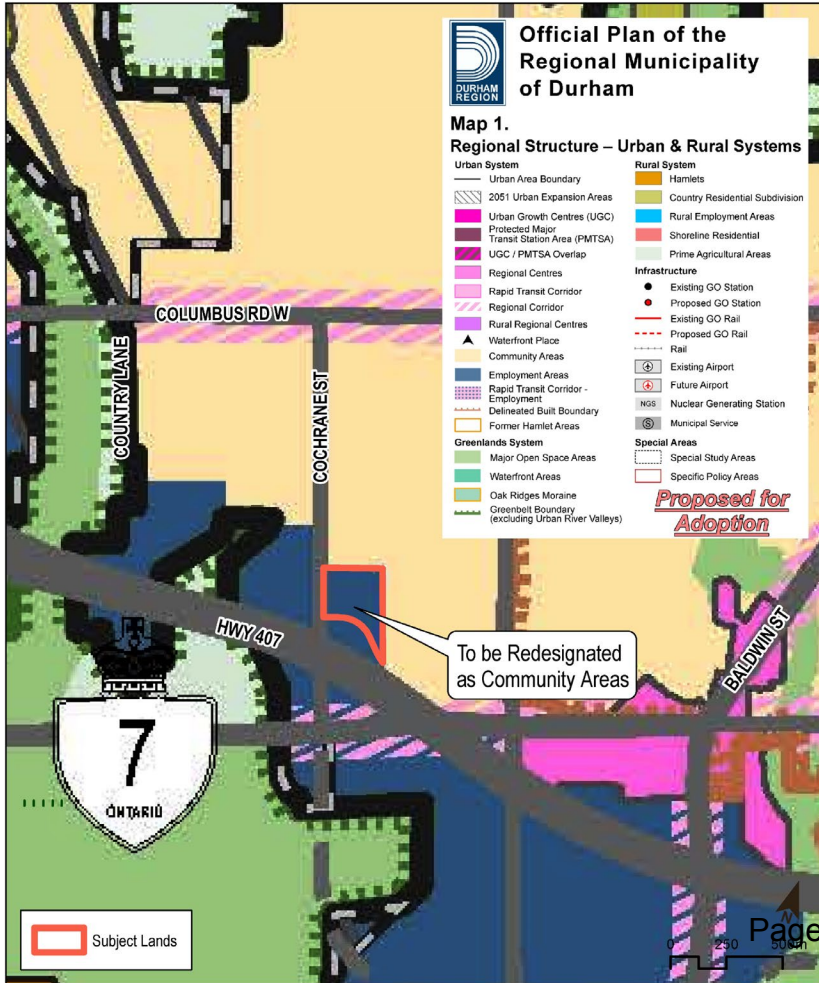 DURHAM
REGION
Official Plan of the
Regional Municipality
of Durham
Map 1.
Regional Structure – Urban & Rural Systems
Urban System
Urban Area Boundary
2051 Urban Expansion Areas
Urban Growth Centres (UGC)
Protected Major
Transit Station Area (PMTSA)
UGC / PMTSA Overlap
Regional Centres
Rapid Transit Corridor
Regional Corridor
Rural Regional Centres
Waterfront Place
Community Areas
Employment Areas
Rapid Transit Corridor -
Employment
Delineated Built Boundary
Former Hamlet Areas
Greenlands System
Major Open Space Areas
Waterfront Areas
Oak Ridges Moraine
Greenbelt Boundary
(excluding Urban River Valleys)
Rural System
Hamlets
Country Residential Subdivision
Rural Employment Areas
Shoreline Residential
Prime Agricultural Areas
Infrastructure
Existing GO Station
Proposed GO Station
Existing GO Rail
Proposed GO Rail
Rail
Existing Airport
Future Airport
NGS Nuclear Generating Station
S Municipal Service
Special Areas
Special Study Areas
Specific Policy Areas
Proposed for
Adoption
COLUMBUS RD W
COUNTRY LANE
COCHRANE ST
HWY 407
To be Redesignated
as Community Areas
BALDWIN ST
7
ONTARIO
Subject Lands
N
Page
0 250 500m